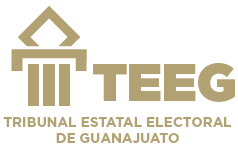 TEEG
TRIBUNAL ESTATAL ELECTORAL
DE GUANAJUATO